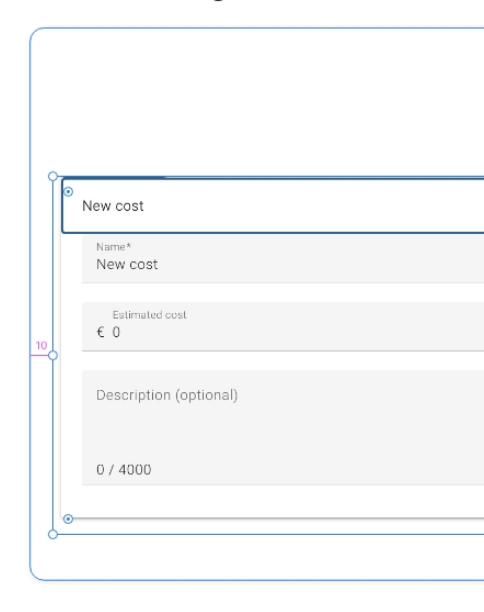 New cost
Name*
New cost
Estimated cost
€ 0
10
Description (optional)
0 / 4000